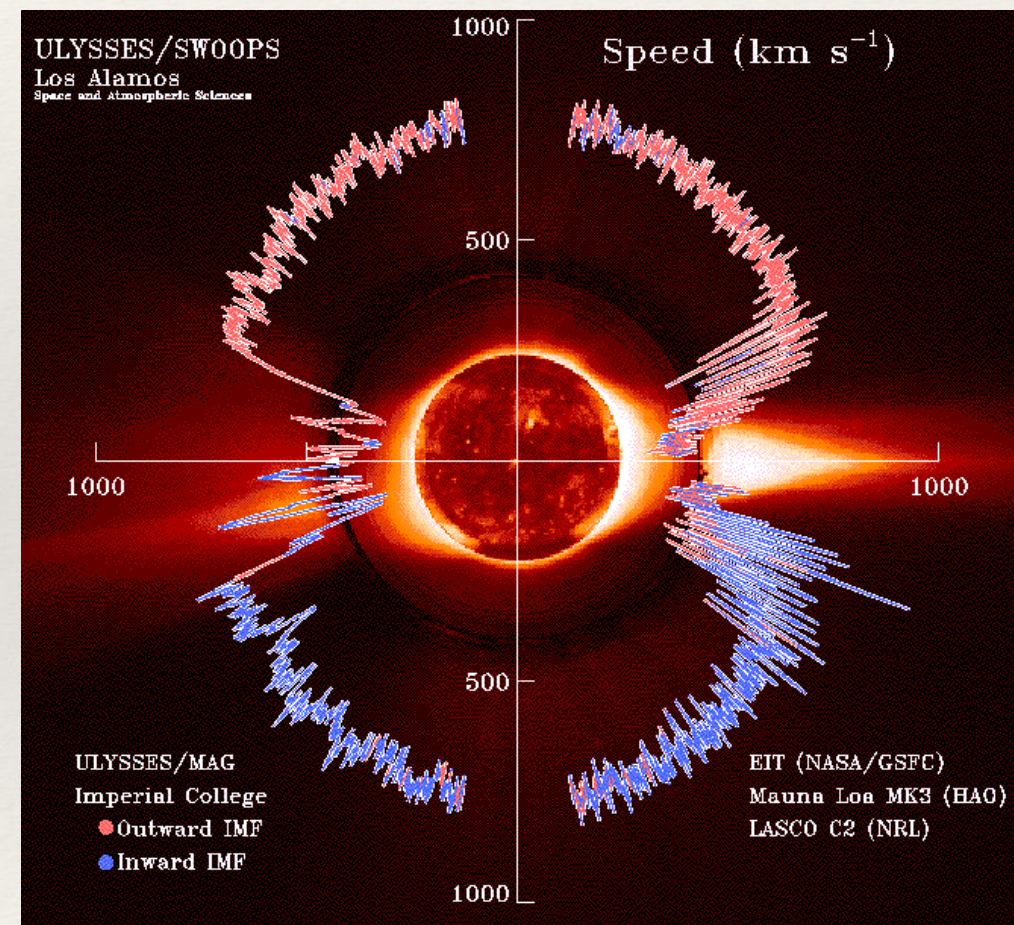 ULYSSES/SWOOPS
Los Alamos
Space and Atmospheric Sciences
Speed (km s⁻¹)
1000
500
1000
1000
500
1000
ULYSSES/MAG
Imperial College
Outward IMF
Inward IMF
EIT (NASA/GSFC)
Mauna Loa MK3 (HAO)
LASCO C2 (NRL)